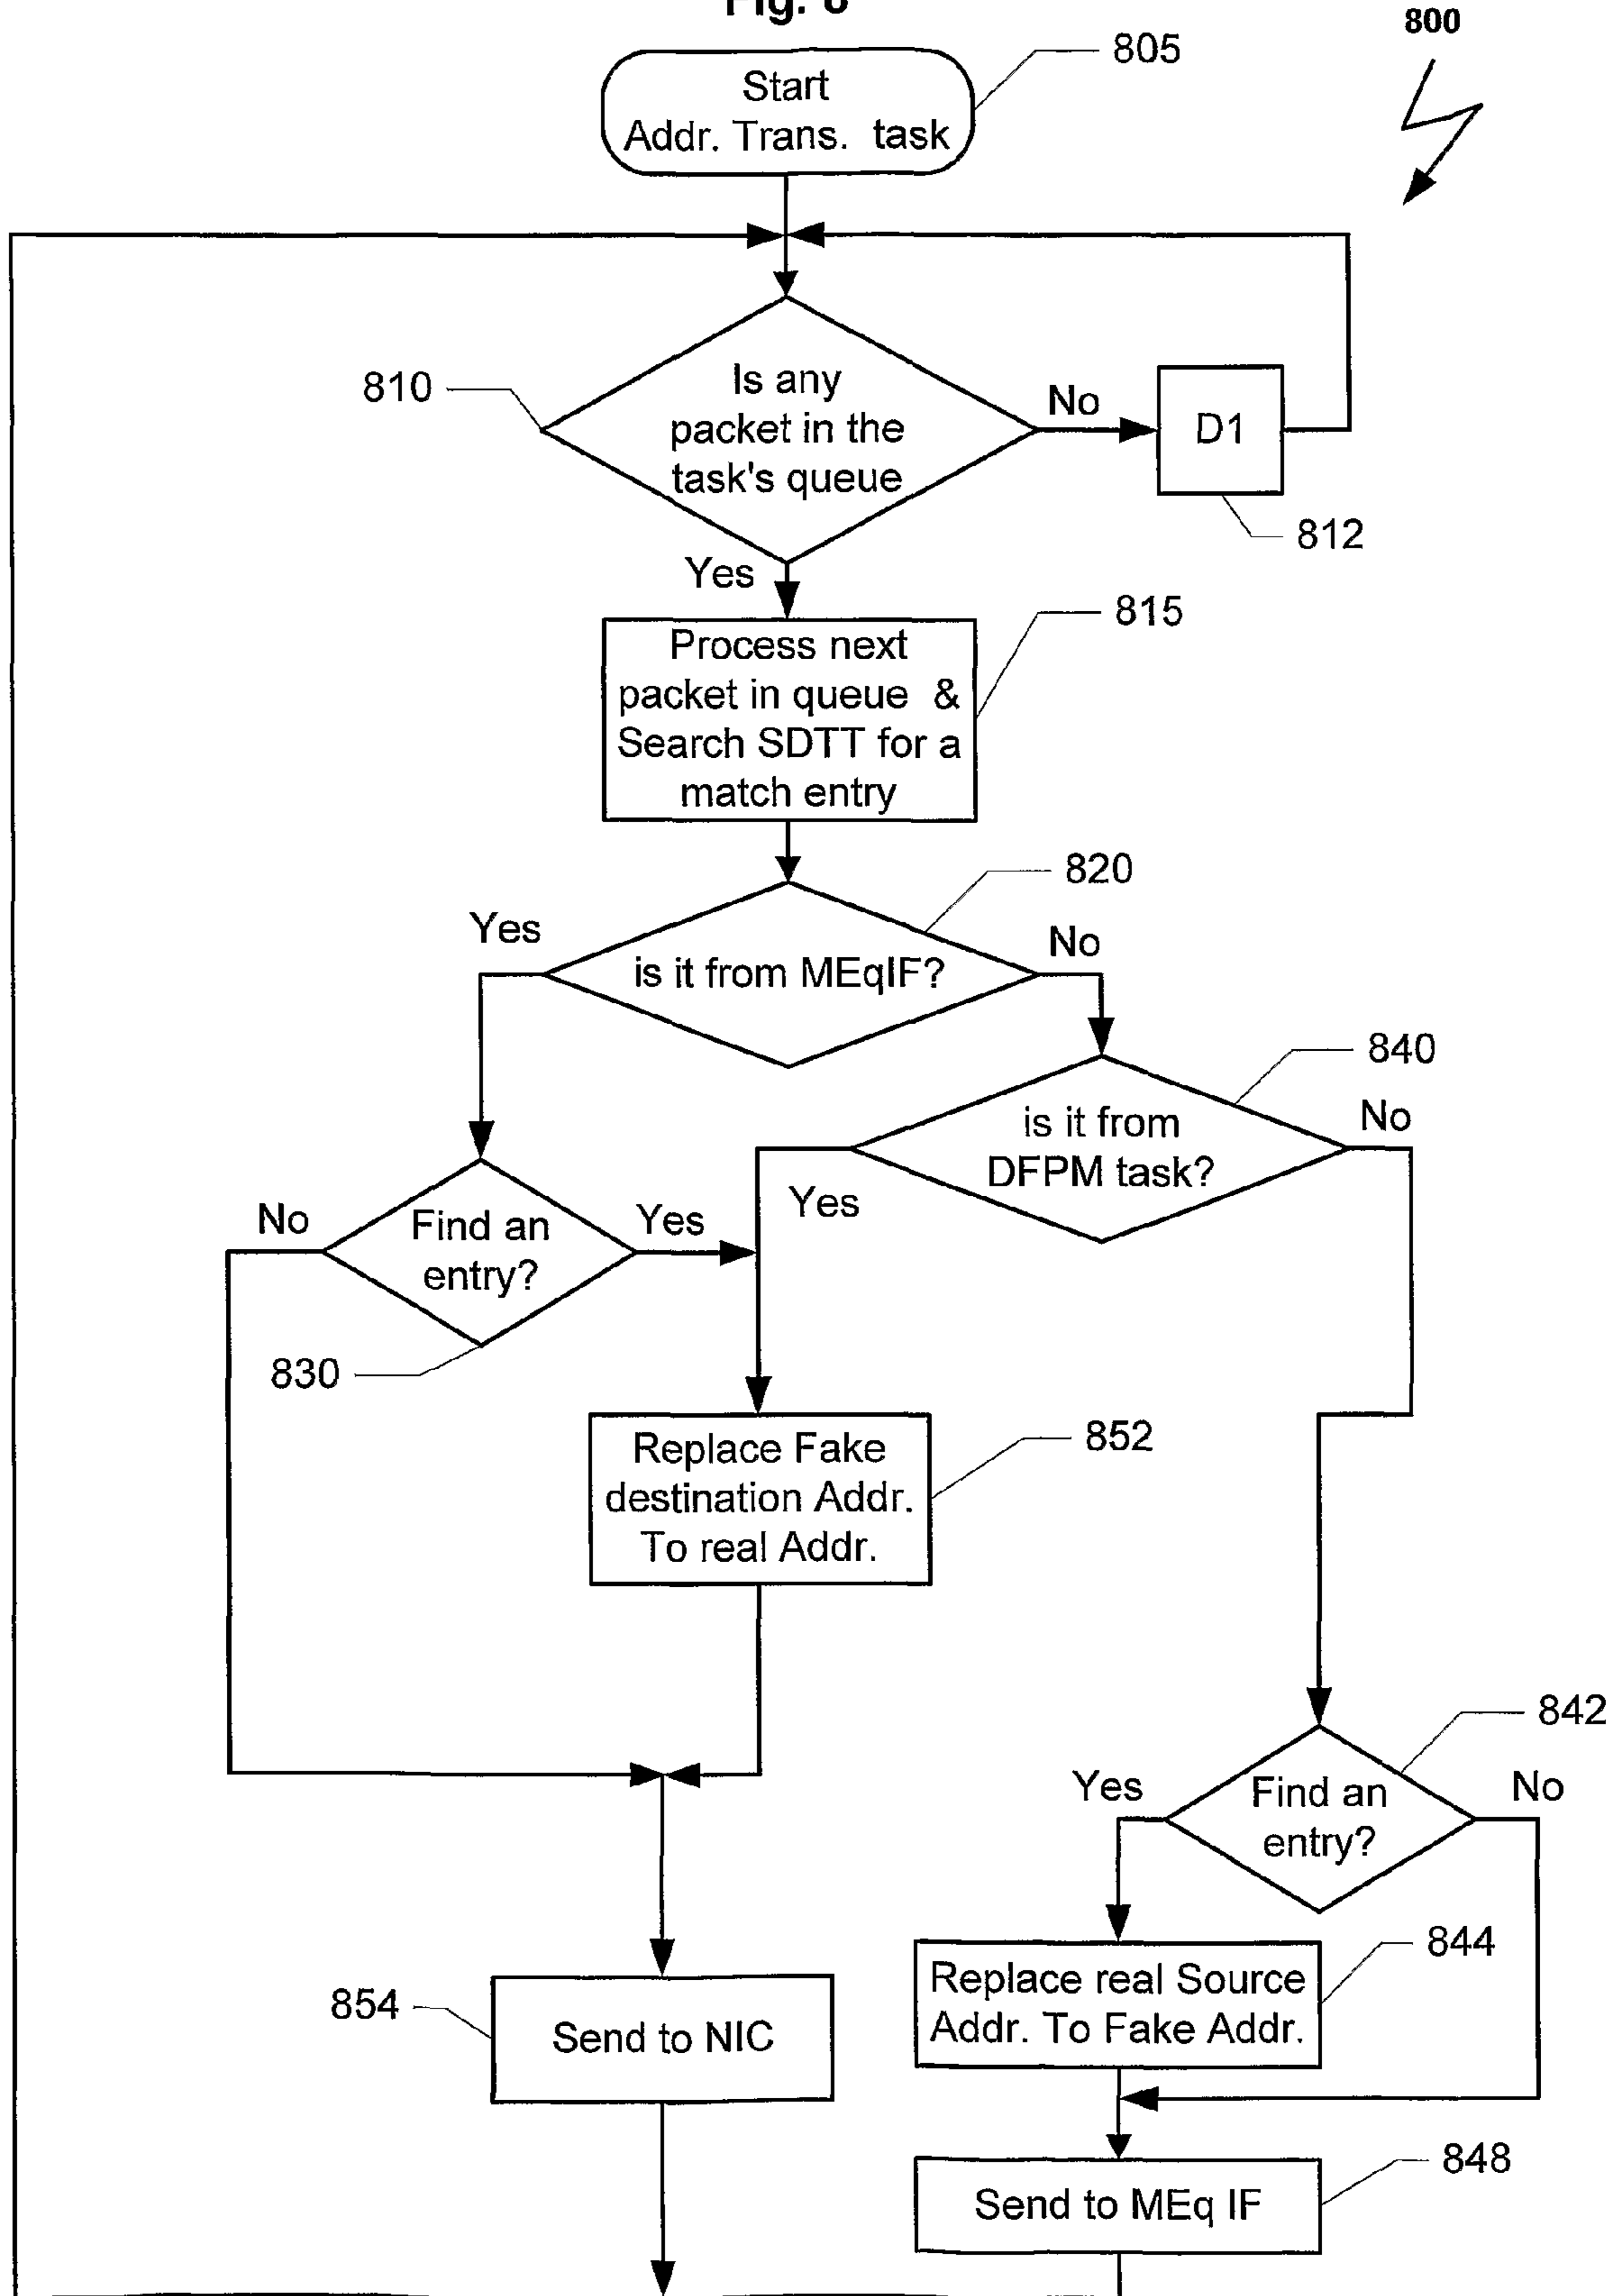 Fig. 8
800
805
Start
Addr. Trans. task
810
Is any
packet in the
task's queue
No
D1
812
Yes
815
Process next
packet in queue &
Search SDTT for a
match entry
820
Yes
is it from MEqIF?
No
840
is it from
DFPM task?
No
Yes
No
Find an
entry?
Yes
830
Replace Fake
destination Addr.
To real Addr.
852
842
Yes
Find an
entry?
No
844
Replace real Source
Addr. To Fake Addr.
854
Send to NIC
848
Send to MEq IF